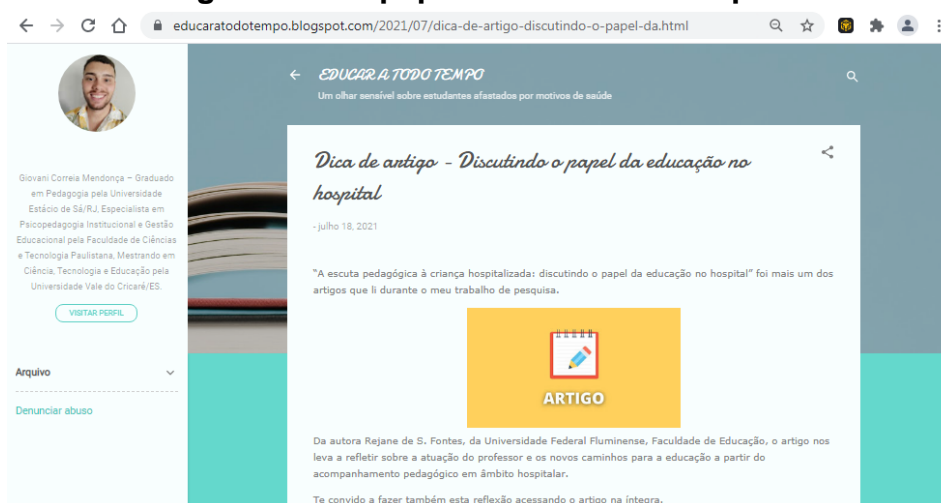 educaratodotempo.blogspot.com/2021/07/dica-de-artigo-discutindo-o-papel-da.html
EDUCAR A TODO TEMPO
Um olhar sensível sobre estudantes afastados por motivos de saúde
Giovani Correia Mendonça – Graduado
em Pedagogia pela Universidade
Estácio de Sá/RJ, Especialista em
Psicopedagogia Institucional e Gestão
Educacional pela Faculdade de Ciências
e Tecnologia Paulistana, Mestrando em
Ciência, Tecnologia e Educação pela
Universidade Vale do Cricaré/ES.
VISITAR PERFIL
Arquivo
Denunciar abuso
Dica de artigo - Discutindo o papel da educação no
hospital
- julho 18, 2021
"A escuta pedagógica à criança hospitalizada: discutindo o papel da educação no hospital" foi mais um dos
artigos que li durante o meu trabalho de pesquisa.
ARTIGO
Da autora Rejane de S. Fontes, da Universidade Federal Fluminense, Faculdade de Educação, o artigo nos
leva a refletir sobre a atuação do professor e os novos caminhos para a educação a partir do
acompanhamento pedagógico em âmbito hospitalar.
Te convido a fazer também esta reflexão acessando o artigo na íntegra.